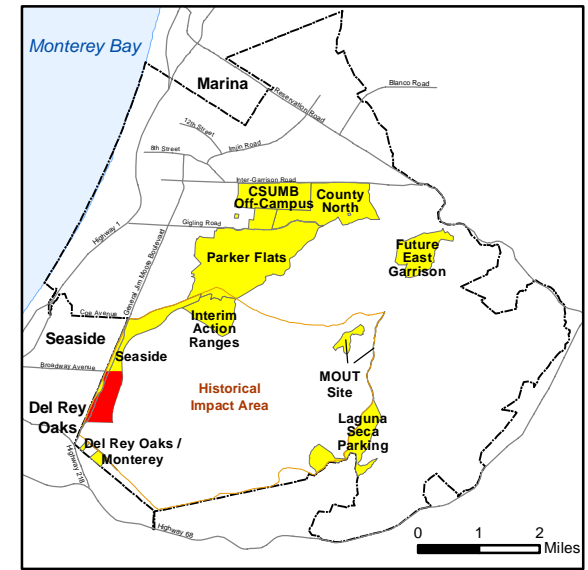 Monterey Bay
Marina
Blanco Road
Reservation Road
12th Street
Imjin Road
8th Street
Inter-Garrison Road
CSUMB
Off-Campus
County
North
Gigling Road
Highway 1
General Jim Moore Boulevard
Parker Flats
Future
East
Garrison
Coe Avenue
Interim
Action
Ranges
Seaside
Seaside
Broadway Avenue
MOUT
Site
Historical
Impact Area
Del Rey
Oaks
Laguna
Seca
Parking
Del Rey Oaks /
Monterey
Highway 218
Highway 68
0 1 2
Miles